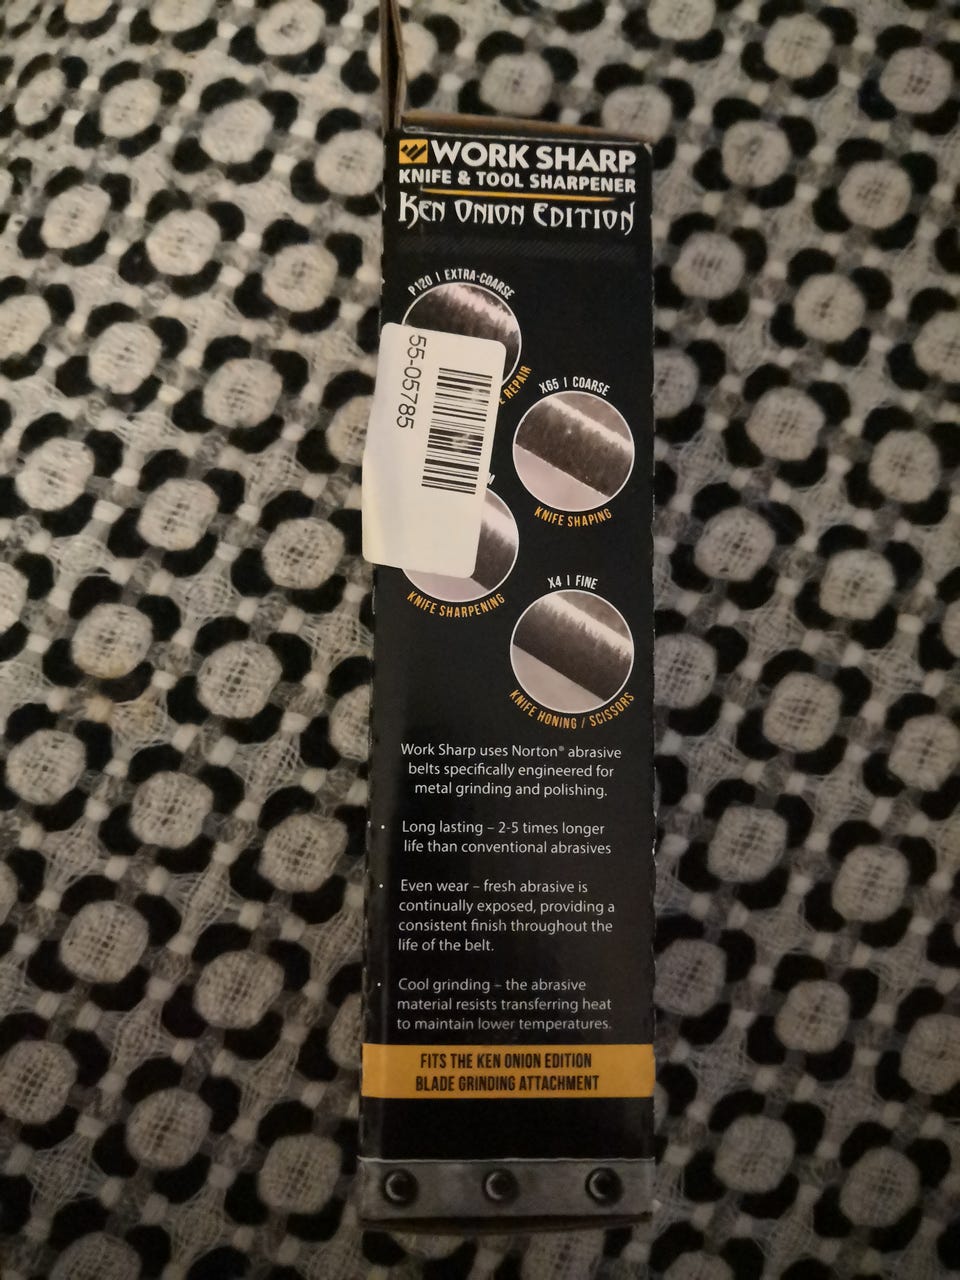 WORK SHARP
KNIFE & TOOL SHARPENER
KEN ONION EDITION
P120 | EXTRA-COARSE
REPAIR
55-05785
X65 | COARSE
KNIFE SHAPING
KNIFE SHARPENING
X4 | FINE
KNIFE HONING / SCISSORS
Work Sharp uses Norton® abrasive
belts specifically engineered for
metal grinding and polishing.
• Long lasting – 2-5 times longer
life than conventional abrasives
• Even wear – fresh abrasive is
continually exposed, providing a
consistent finish throughout the
life of the belt.
• Cool grinding – the abrasive
material resists transferring heat
to maintain lower temperatures.
FITS THE KEN ONION EDITION
BLADE GRINDING ATTACHMENT